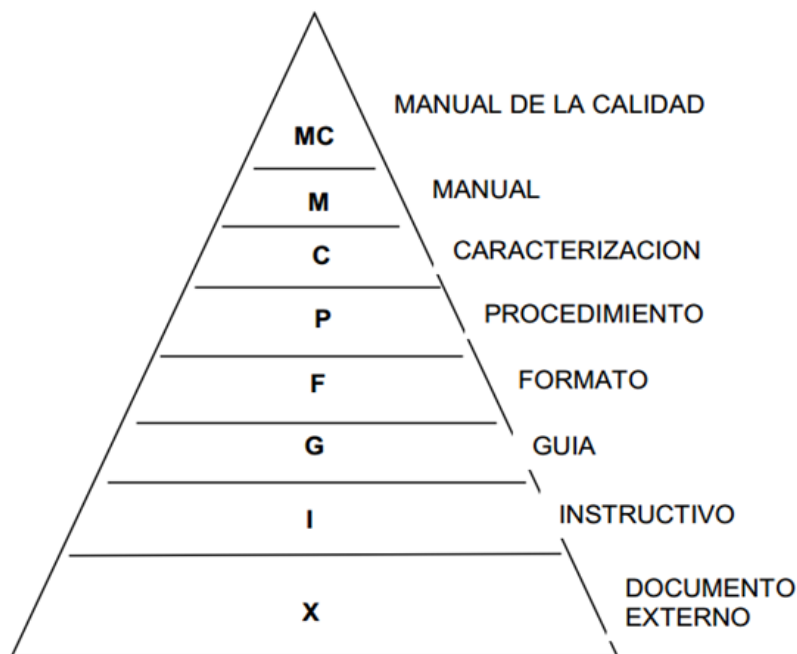 MANUAL DE LA CALIDAD
MC
MANUAL
M
CARACTERIZACION
C
PROCEDIMIENTO
P
FORMATO
F
GUIA
G
INSTRUCTIVO
I
DOCUMENTO
EXTERNO
X